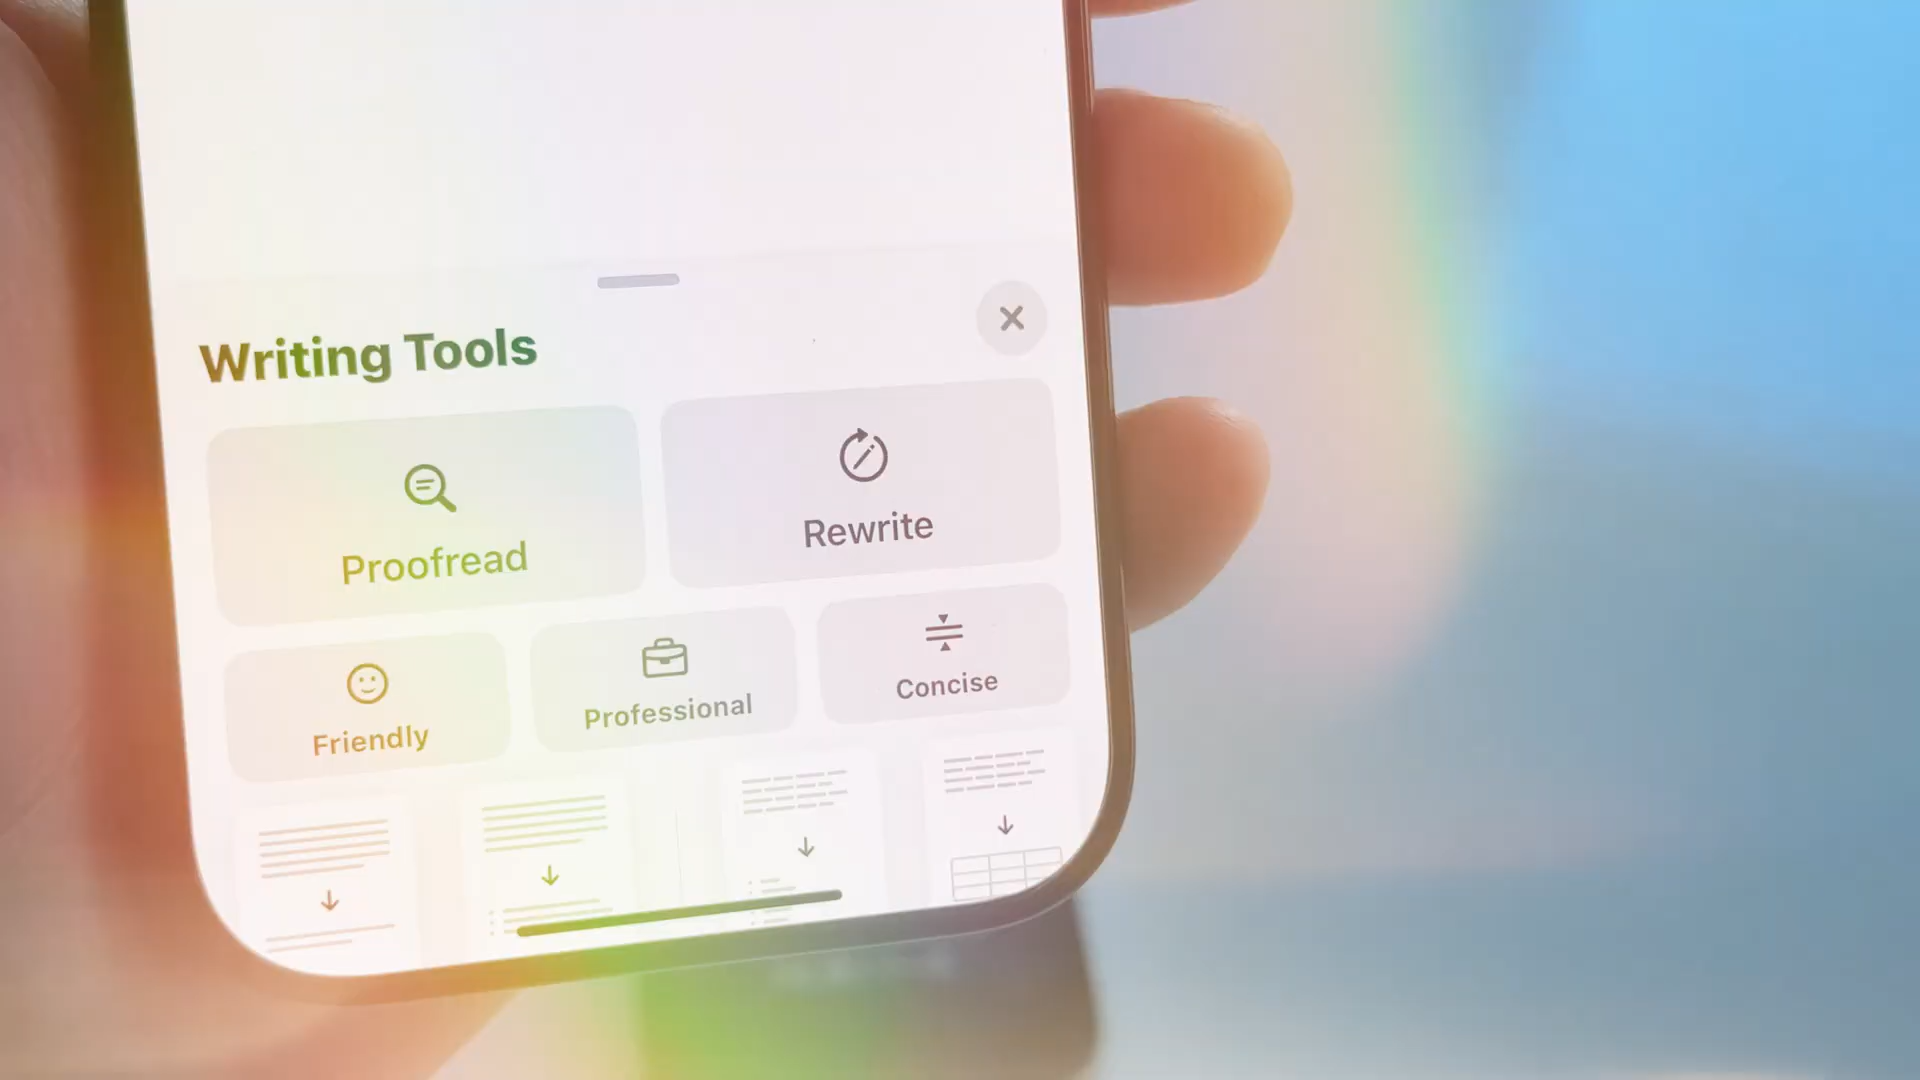 Writing Tools
Proofread
Rewrite
Friendly
Professional
Concise